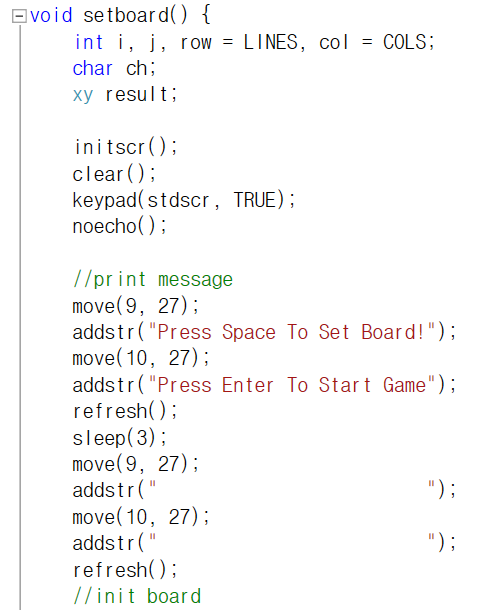 void setboard() {
    int i, j, row = LINES, col = COLS;
    char ch;
    xy result;

    initscr();
    clear();
    keypad(stdscr, TRUE);
    noecho();

    //print message
    move(9, 27);
    addstr("Press Space To Set Board!");
    move(10, 27);
    addstr("Press Enter To Start Game");
    refresh();
    sleep(3);
    move(9, 27);
    addstr("                         ");
    move(10, 27);
    addstr("                         ");
    refresh();
    //init board